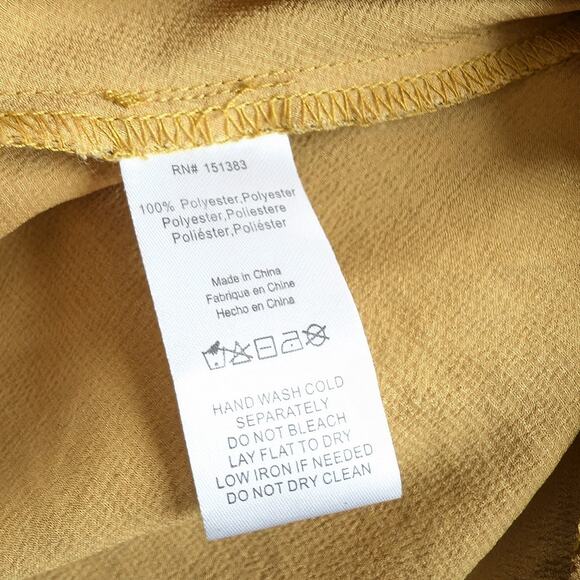 RN# 151383
100% Polyester,Polyester
Polyester,Poliestere
Poliéster,Poliéster
Made in China
Fabrique en Chine
Hecho en China
HAND WASH COLD
SEPARATELY
DO NOT BLEACH
LAY FLAT TO DRY
LOW IRON IF NEEDED
DO NOT DRY CLEAN